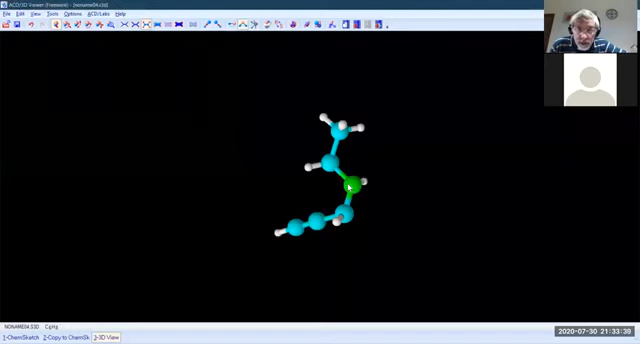 ACD/3D Viewer (Freeware) - [noname04.s3d]
File Edit View Tools Options ACD/Labs Help
NONAME04.S3D C6H8
1-ChemSketch 2-Copy to ChemSk 3-3D View
2020-07-30 21:33:39